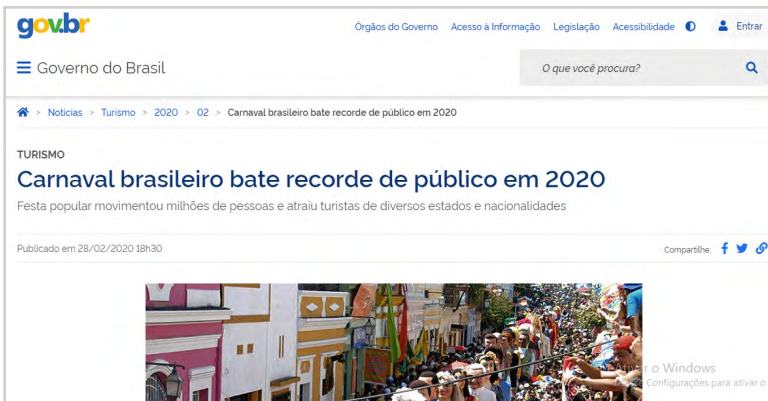 gov.br
Órgãos do Governo Acesso à Informação Legislação Acessibilidade Entrar
Governo do Brasil
O que você procura?
> Notícias > Turismo > 2020 > 02 > Carnaval brasileiro bate recorde de público em 2020
TURISMO
Carnaval brasileiro bate recorde de público em 2020
Festa popular movimentou milhões de pessoas e atraiu turistas de diversos estados e nacionalidades
Publicado em 28/02/2020 18h30
Compartilhe:
o Windows
Configurações para ativar o